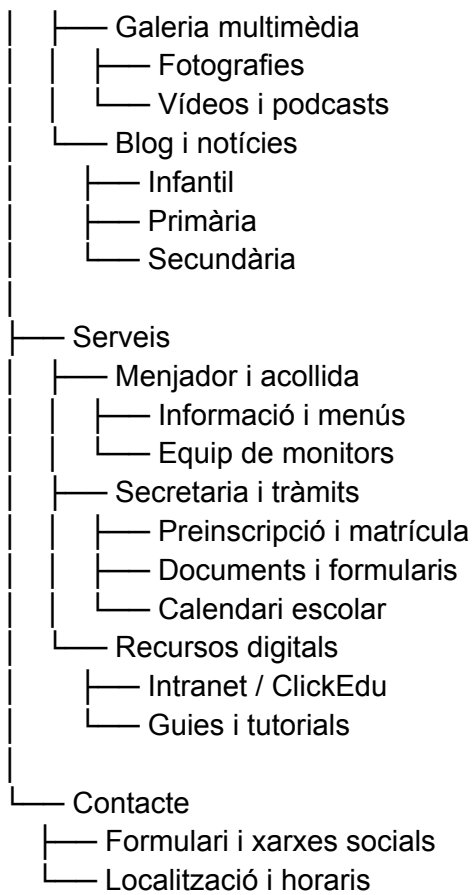 Galeria multimèdia
Fotografies
Vídeos i podcasts
Blog i notícies
Infantil
Primària
Secundària
Serveis
Menjador i acollida
Informació i menús
Equip de monitors
Secretaria i tràmits
Preinscripció i matrícula
Documents i formularis
Calendari escolar
Recursos digitals
Intranet / ClickEdu
Guies i tutorials
Contacte
Formulari i xarxes socials
Localització i horaris